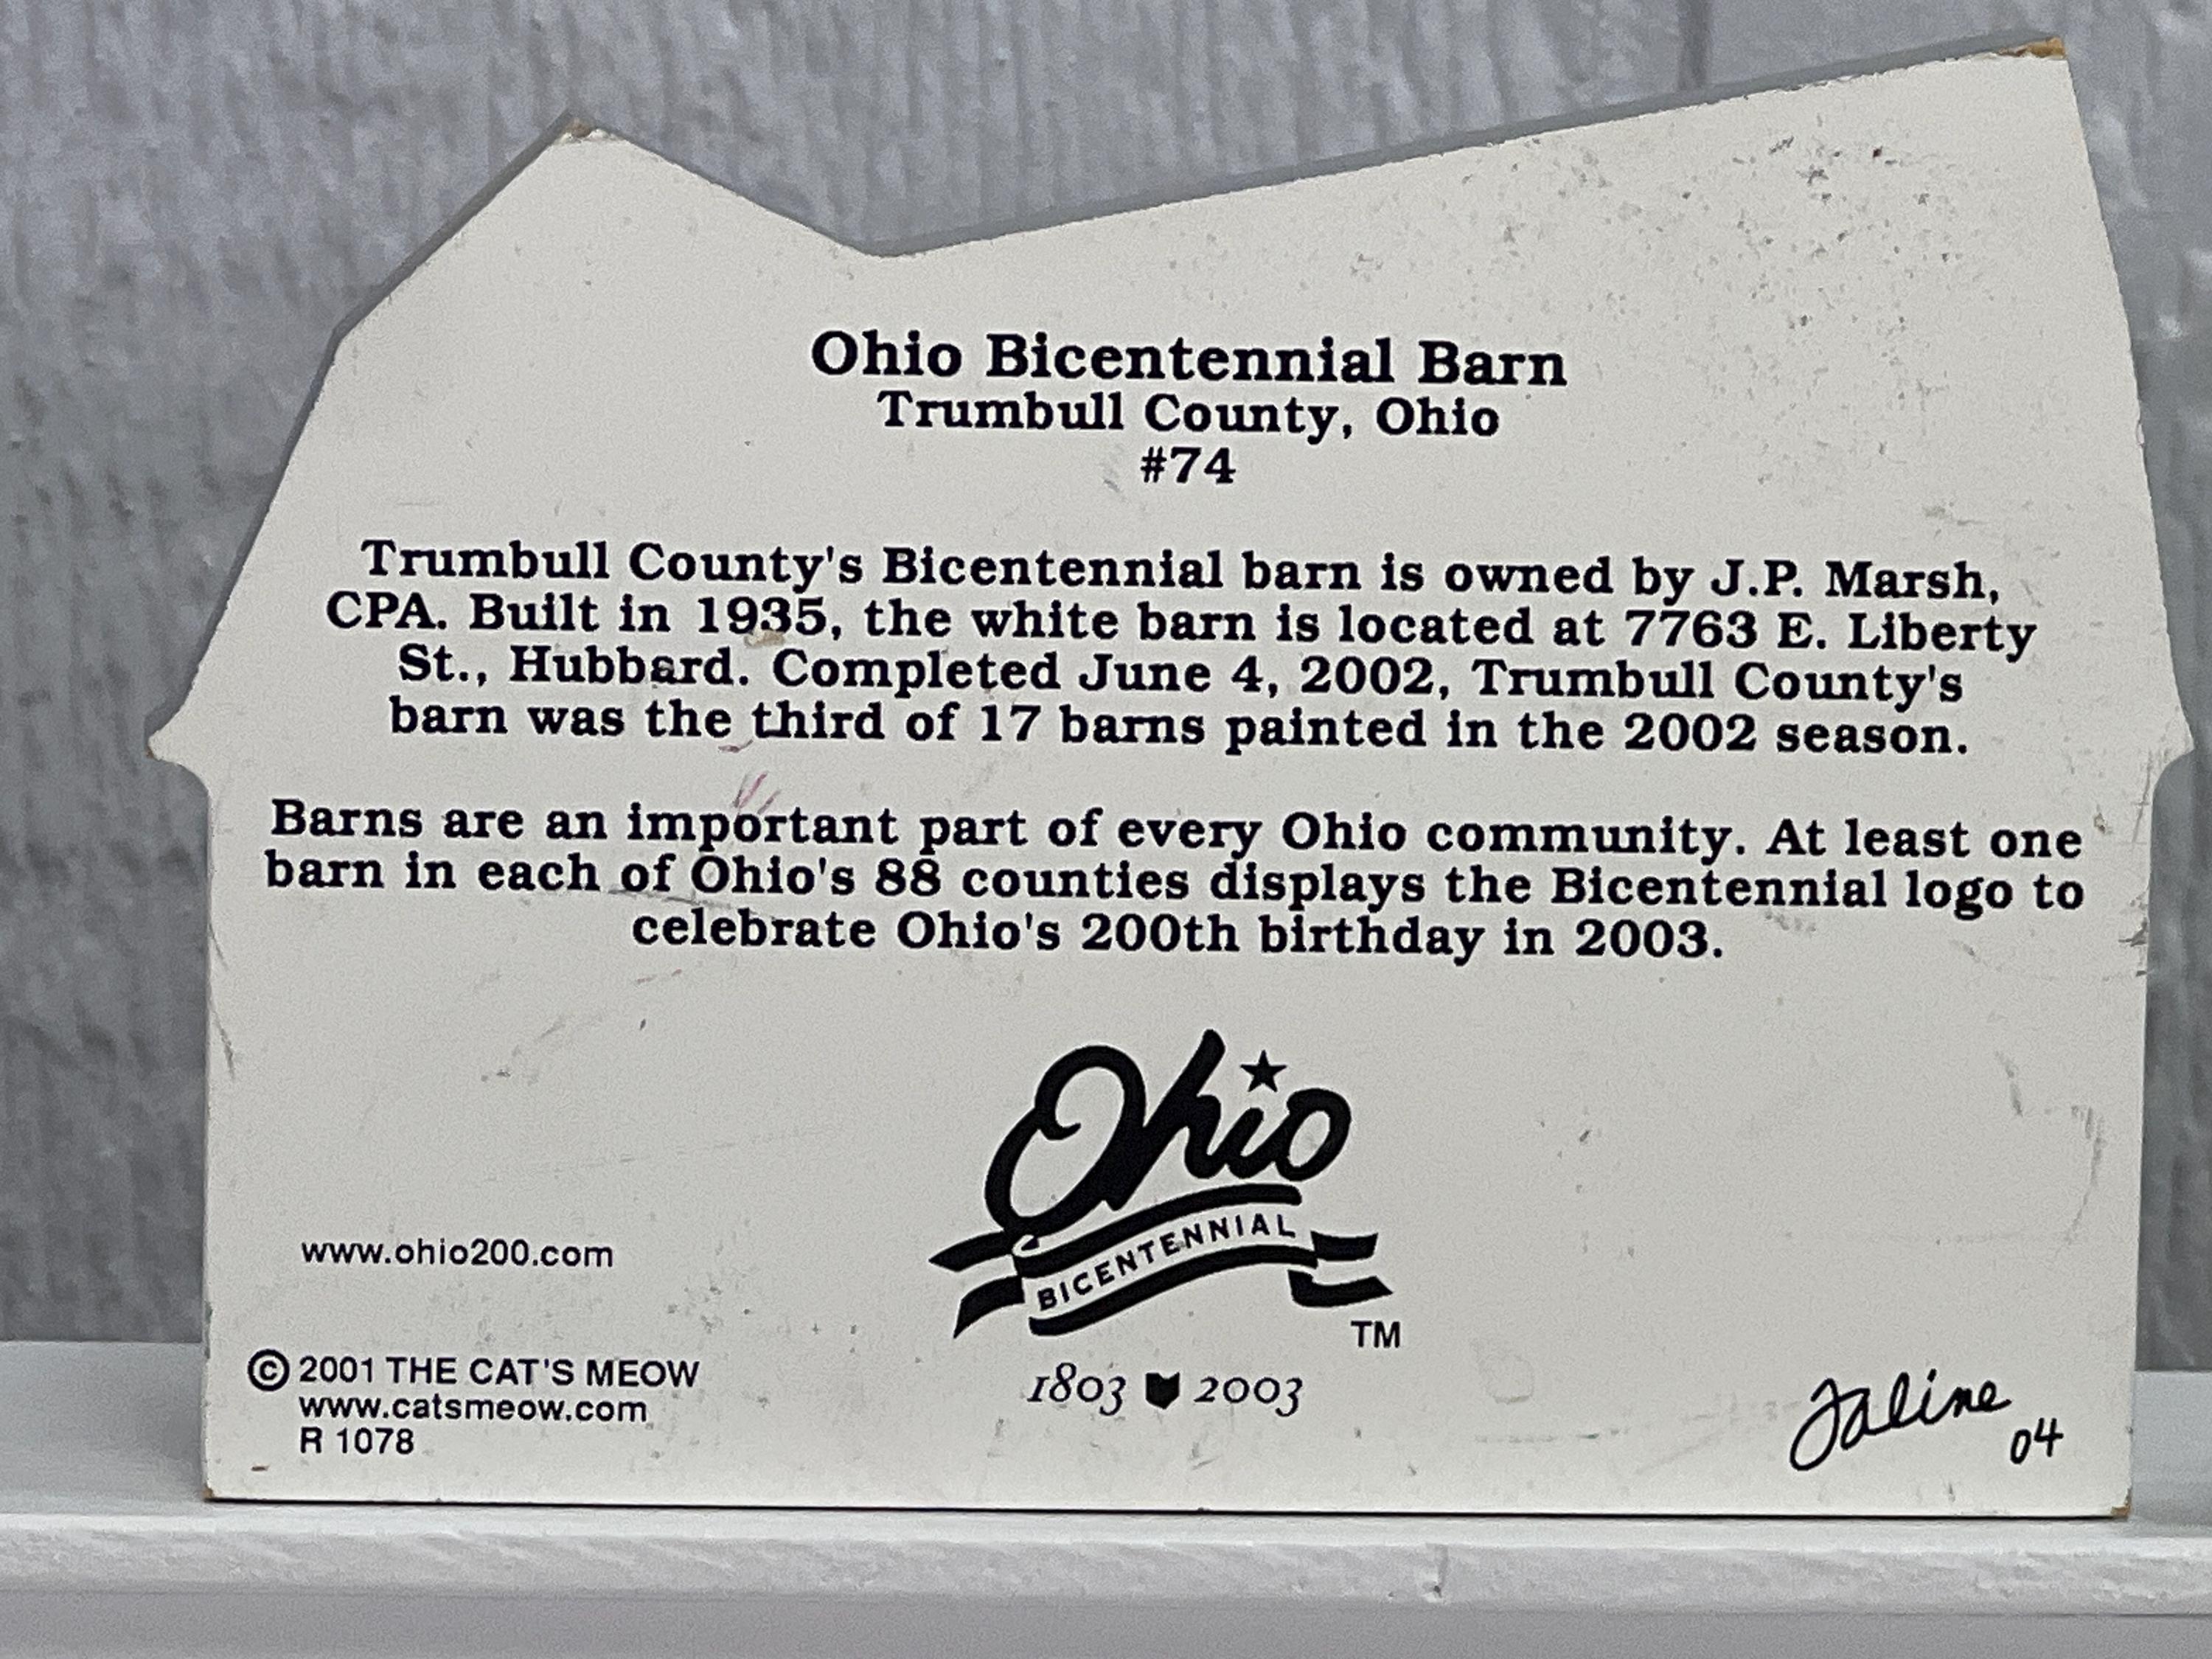 Ohio Bicentennial Barn
Trumbull County, Ohio
#74
Trumbull County's Bicentennial barn is owned by J.P. Marsh,
CPA. Built in 1935, the white barn is located at 7763 E. Liberty
St., Hubbard. Completed June 4, 2002, Trumbull County's
barn was the third of 17 barns painted in the 2002 season.
Barns are an important part of every Ohio community. At least one
barn in each of Ohio's 88 counties displays the Bicentennial logo to
celebrate Ohio's 200th birthday in 2003.
Ohio
BICENTENNIAL
TM
1803 2003
www.ohio200.com
© 2001 THE CAT'S MEOW
www.catsmeow.com
R 1078
Faline
04